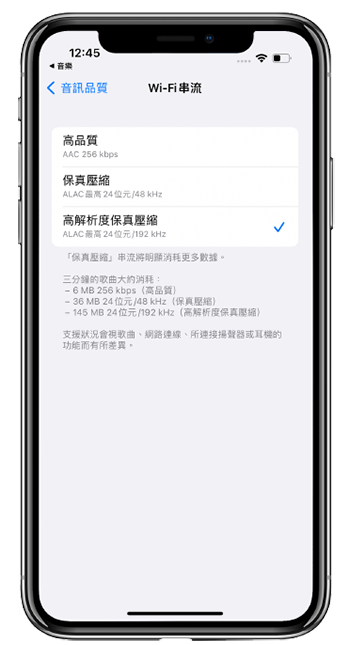 12:45
◀ 音樂
音訊品質
Wi-Fi 串流
高品質
AAC 256 kbps
保真壓縮
ALAC 最高 24 位元/48 kHz
高解析度保真壓縮
ALAC 最高 24 位元/192 kHz
「保真壓縮」串流將明顯消耗更多數據。
三分鐘的歌曲大約消耗：
– 6 MB 256 kbps（高品質）
– 36 MB 24 位元/48 kHz（保真壓縮）
– 145 MB 24 位元/192 kHz（高解析度保真壓縮）
支援狀況會視歌曲、網路連線、所連接揚聲器或耳機的
功能而有所差異。